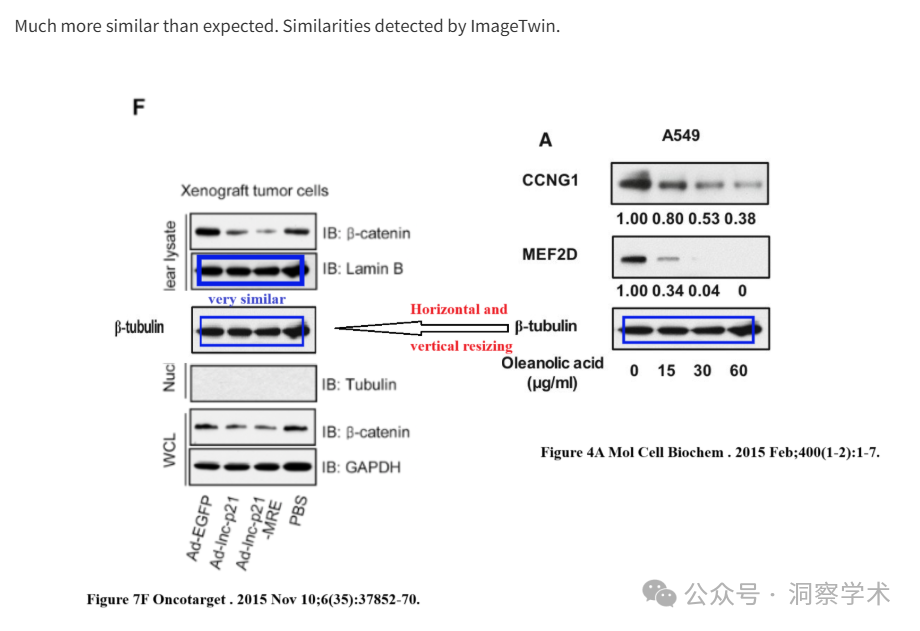 Much more similar than expected. Similarities detected by ImageTwin.
F
Xenograft tumor cells
lear lysate
IB: β-catenin
IB: Lamin B
very similar
β-tubulin
Nucl
IB: Tubulin
WCL
IB: β-catenin
IB: GAPDH
Ad-EGFP
Ad-lnc-p21
Ad-lnc-p21
-MRE
PBS
Figure 7F Oncotarget . 2015 Nov 10;6(35):37852-70.
Horizontal and
vertical resizing
A
A549
CCNG1
1.00 0.80 0.53 0.38
MEF2D
1.00 0.34 0.04 0
β-tubulin
Oleanolic acid
(μg/ml)
0 15 30 60
Figure 4A Mol Cell Biochem . 2015 Feb;400(1-2):1-7.
公众号 · 洞察学术